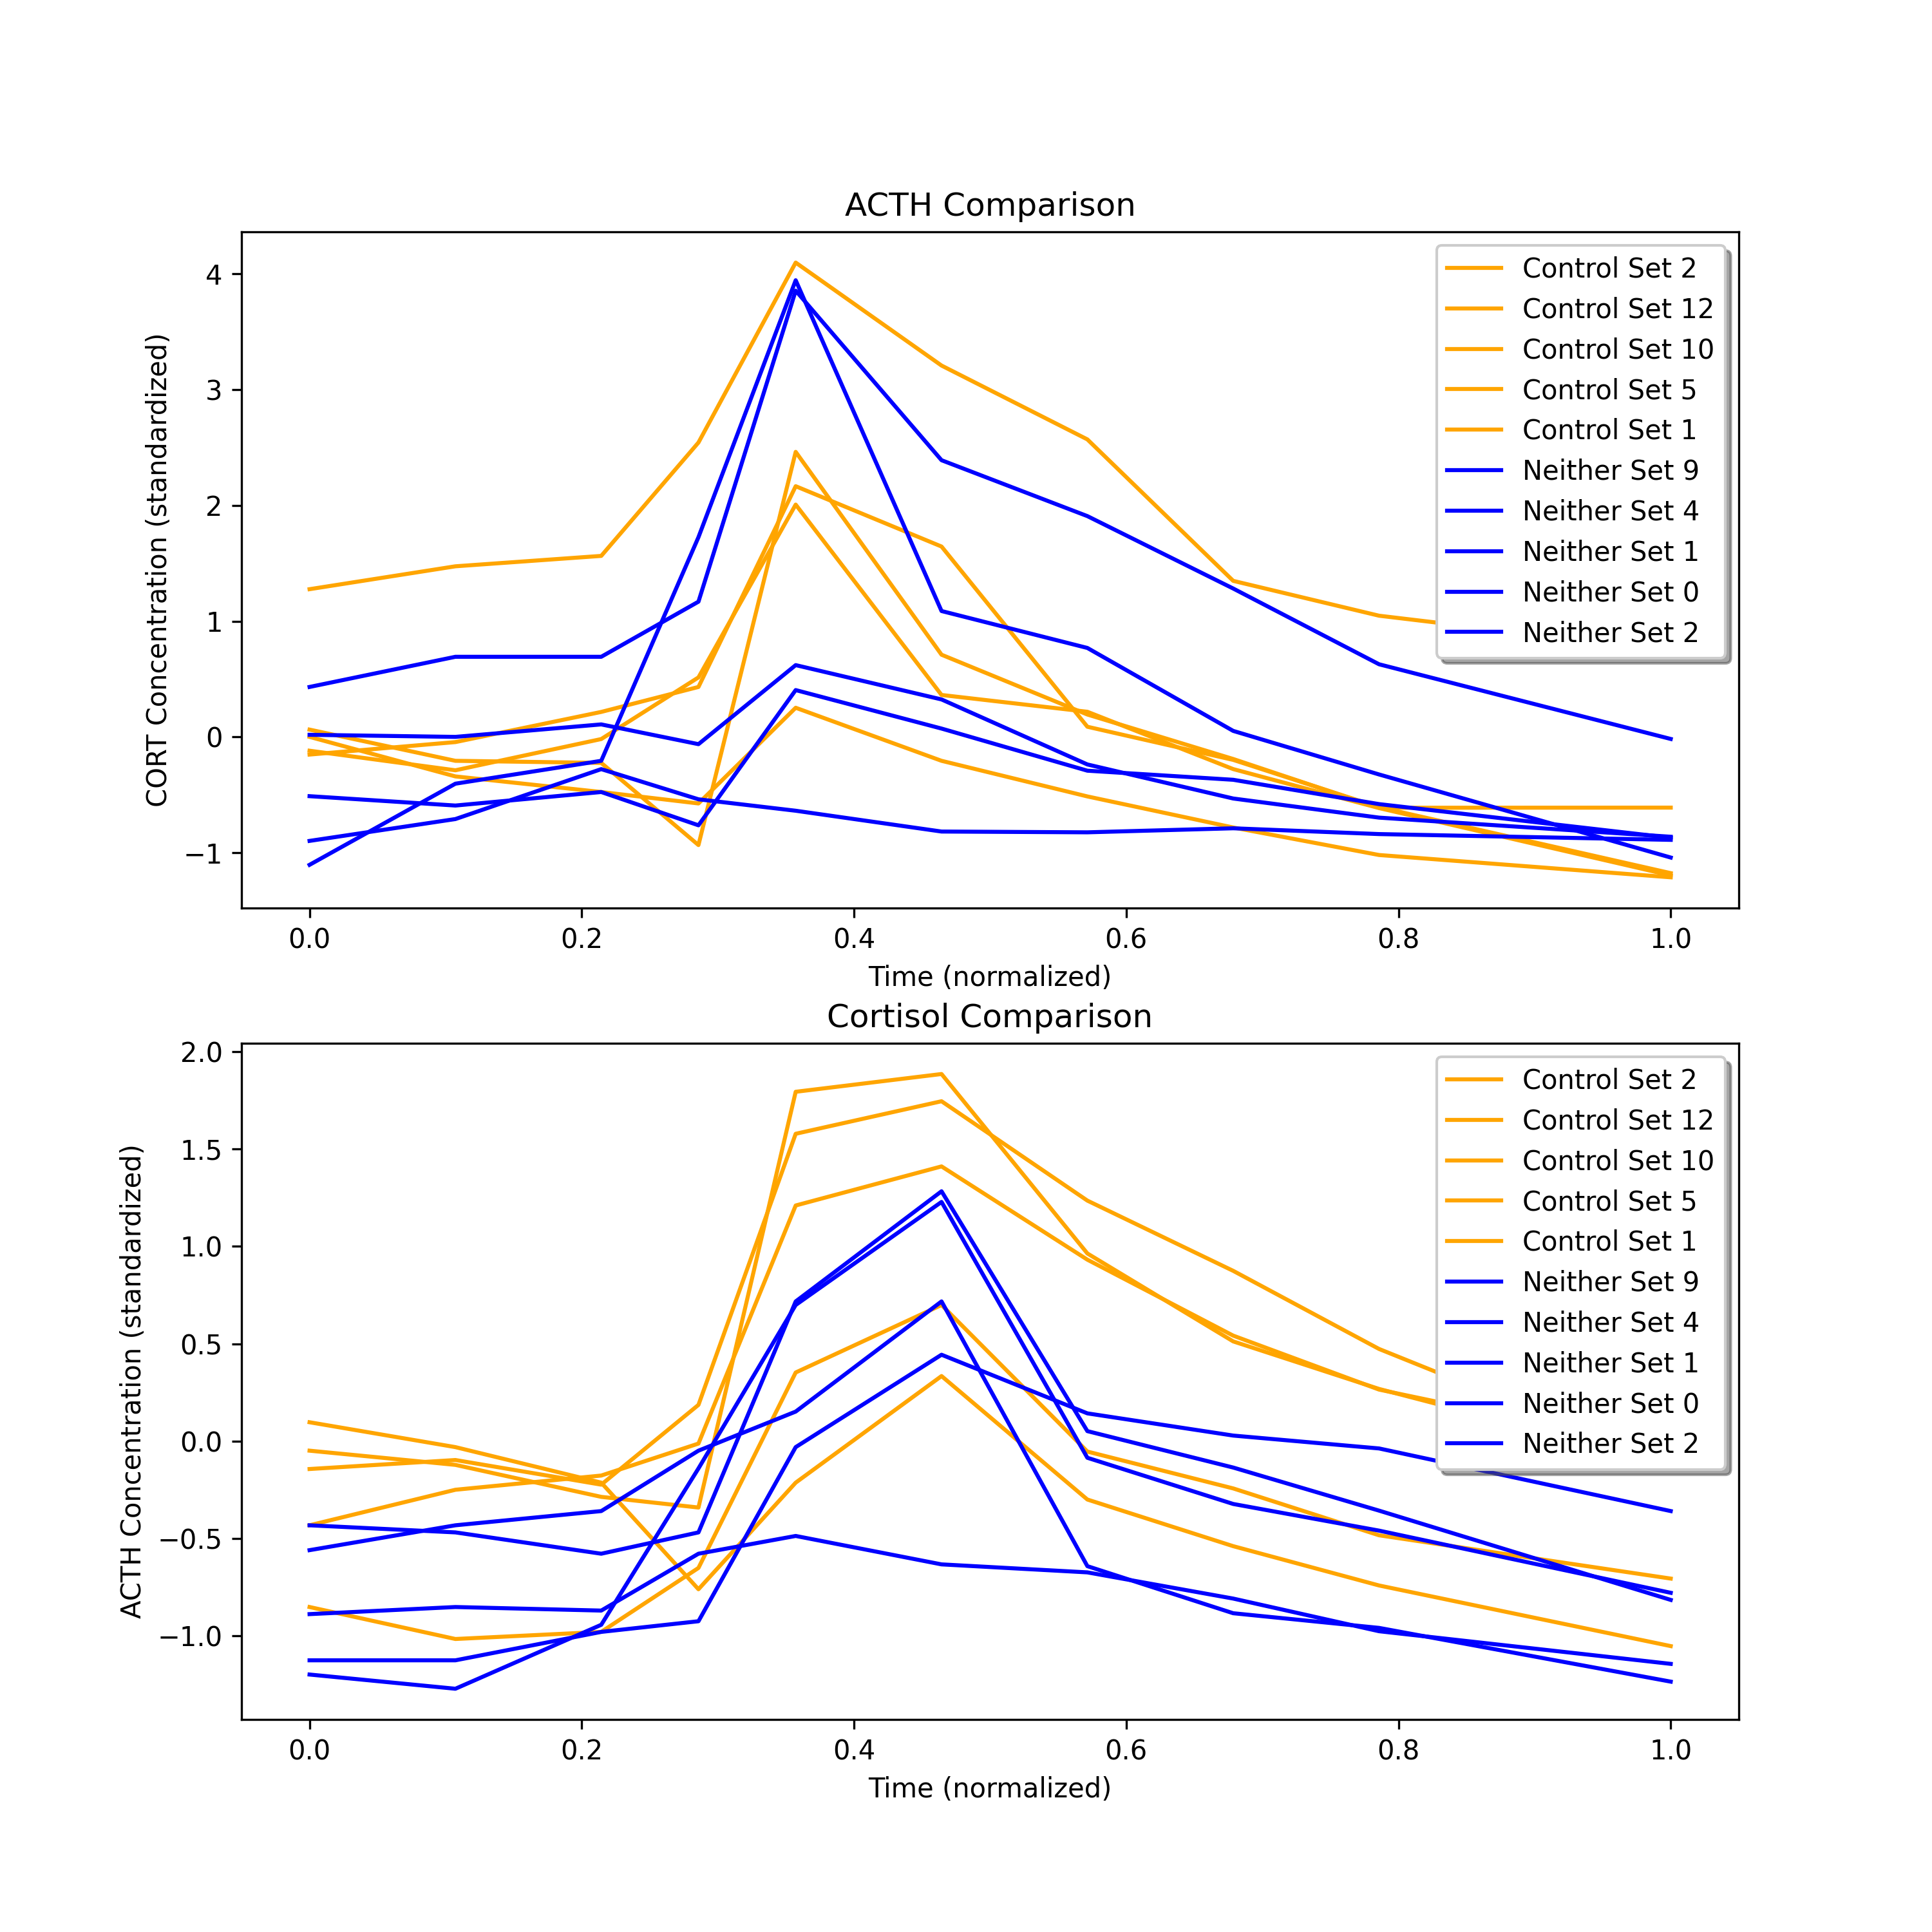 ACTH Comparison
CORT Concentration (standardized)
4
3
2
1
0
−1
Control Set 2
Control Set 12
Control Set 10
Control Set 5
Control Set 1
Neither Set 9
Neither Set 4
Neither Set 1
Neither Set 0
Neither Set 2
0.0 0.2 0.4 0.6 0.8 1.0
Time (normalized)
Cortisol Comparison
ACTH Concentration (standardized)
2.0
1.5
1.0
0.5
0.0
−0.5
−1.0
Control Set 2
Control Set 12
Control Set 10
Control Set 5
Control Set 1
Neither Set 9
Neither Set 4
Neither Set 1
Neither Set 0
Neither Set 2
0.0 0.2 0.4 0.6 0.8 1.0
Time (normalized)